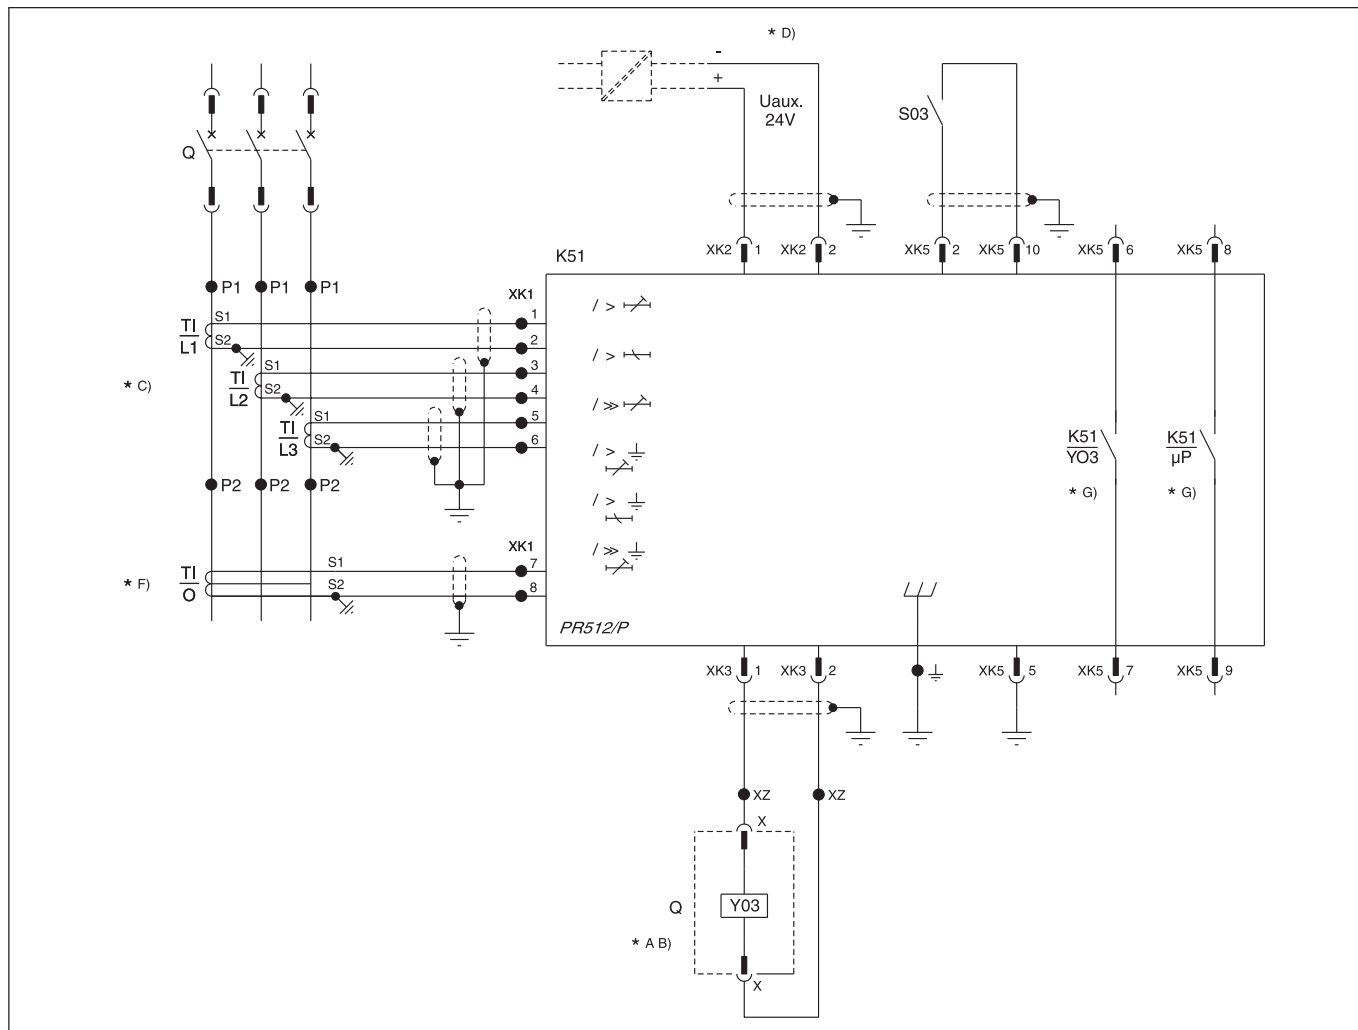 * D)
-
+
Uaux.
24V
S03
Q
K51
XK2 1
XK2 2
XK5 2
XK5 10
XK5 6
XK5 8
P1 P1 P1
XK1
TI
L1
S1
S2
1
2
* C)
TI
L2
S1
S2
3
4
TI
L3
S1
S2
5
6
P2 P2 P2
/ >
/ >
/ >>
/ >
/ >
/ >>
K51
YO3
* G)
K51
µP
* G)
XK1
* F)
TI
O
S1
S2
7
8
PR512/P
XK3 1
XK3 2
XK5 5
XK5 7
XK5 9
XZ
XZ
X
Q
Y03
* A B)
X